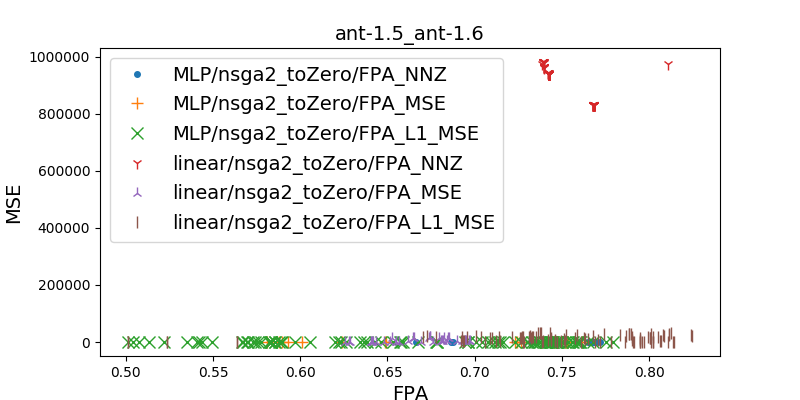 ant-1.5_ant-1.6
1000000
800000
600000
400000
200000
0
MSE
MLP/nsga2_toZero/FPA_NNZ
MLP/nsga2_toZero/FPA_MSE
MLP/nsga2_toZero/FPA_L1_MSE
linear/nsga2_toZero/FPA_NNZ
linear/nsga2_toZero/FPA_MSE
linear/nsga2_toZero/FPA_L1_MSE
0.50 0.55 0.60 0.65 0.70 0.75 0.80
FPA